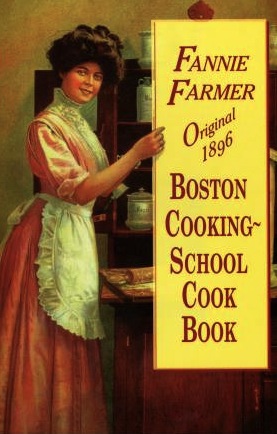 FANNIE
FARMER
Original
1896
BOSTON
COOKING~
SCHOOL
COOK
BOOK